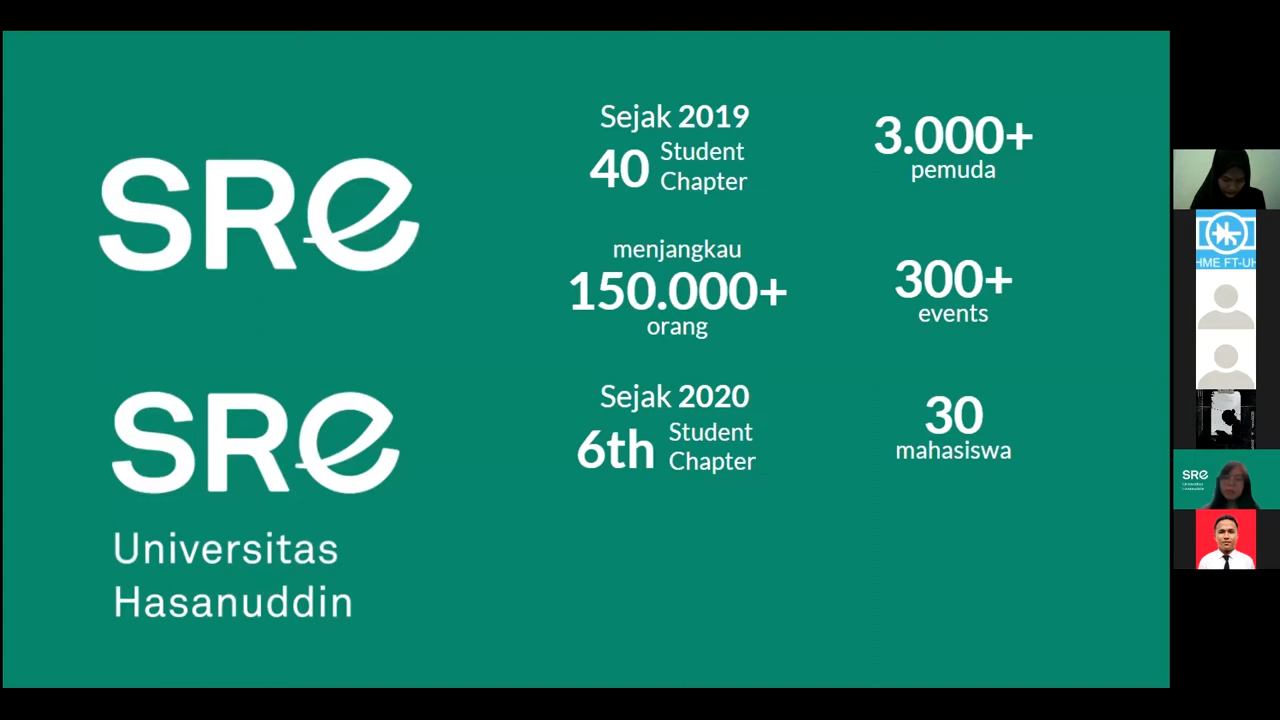 SRE
Sejak 2019
40 Student
Chapter
3.000+
pemuda
menjangkau
150.000+
orang
300+
events
SRE
Universitas
Hasanuddin
Sejak 2020
6th Student
Chapter
30
mahasiswa
HME FT-UH
SRE